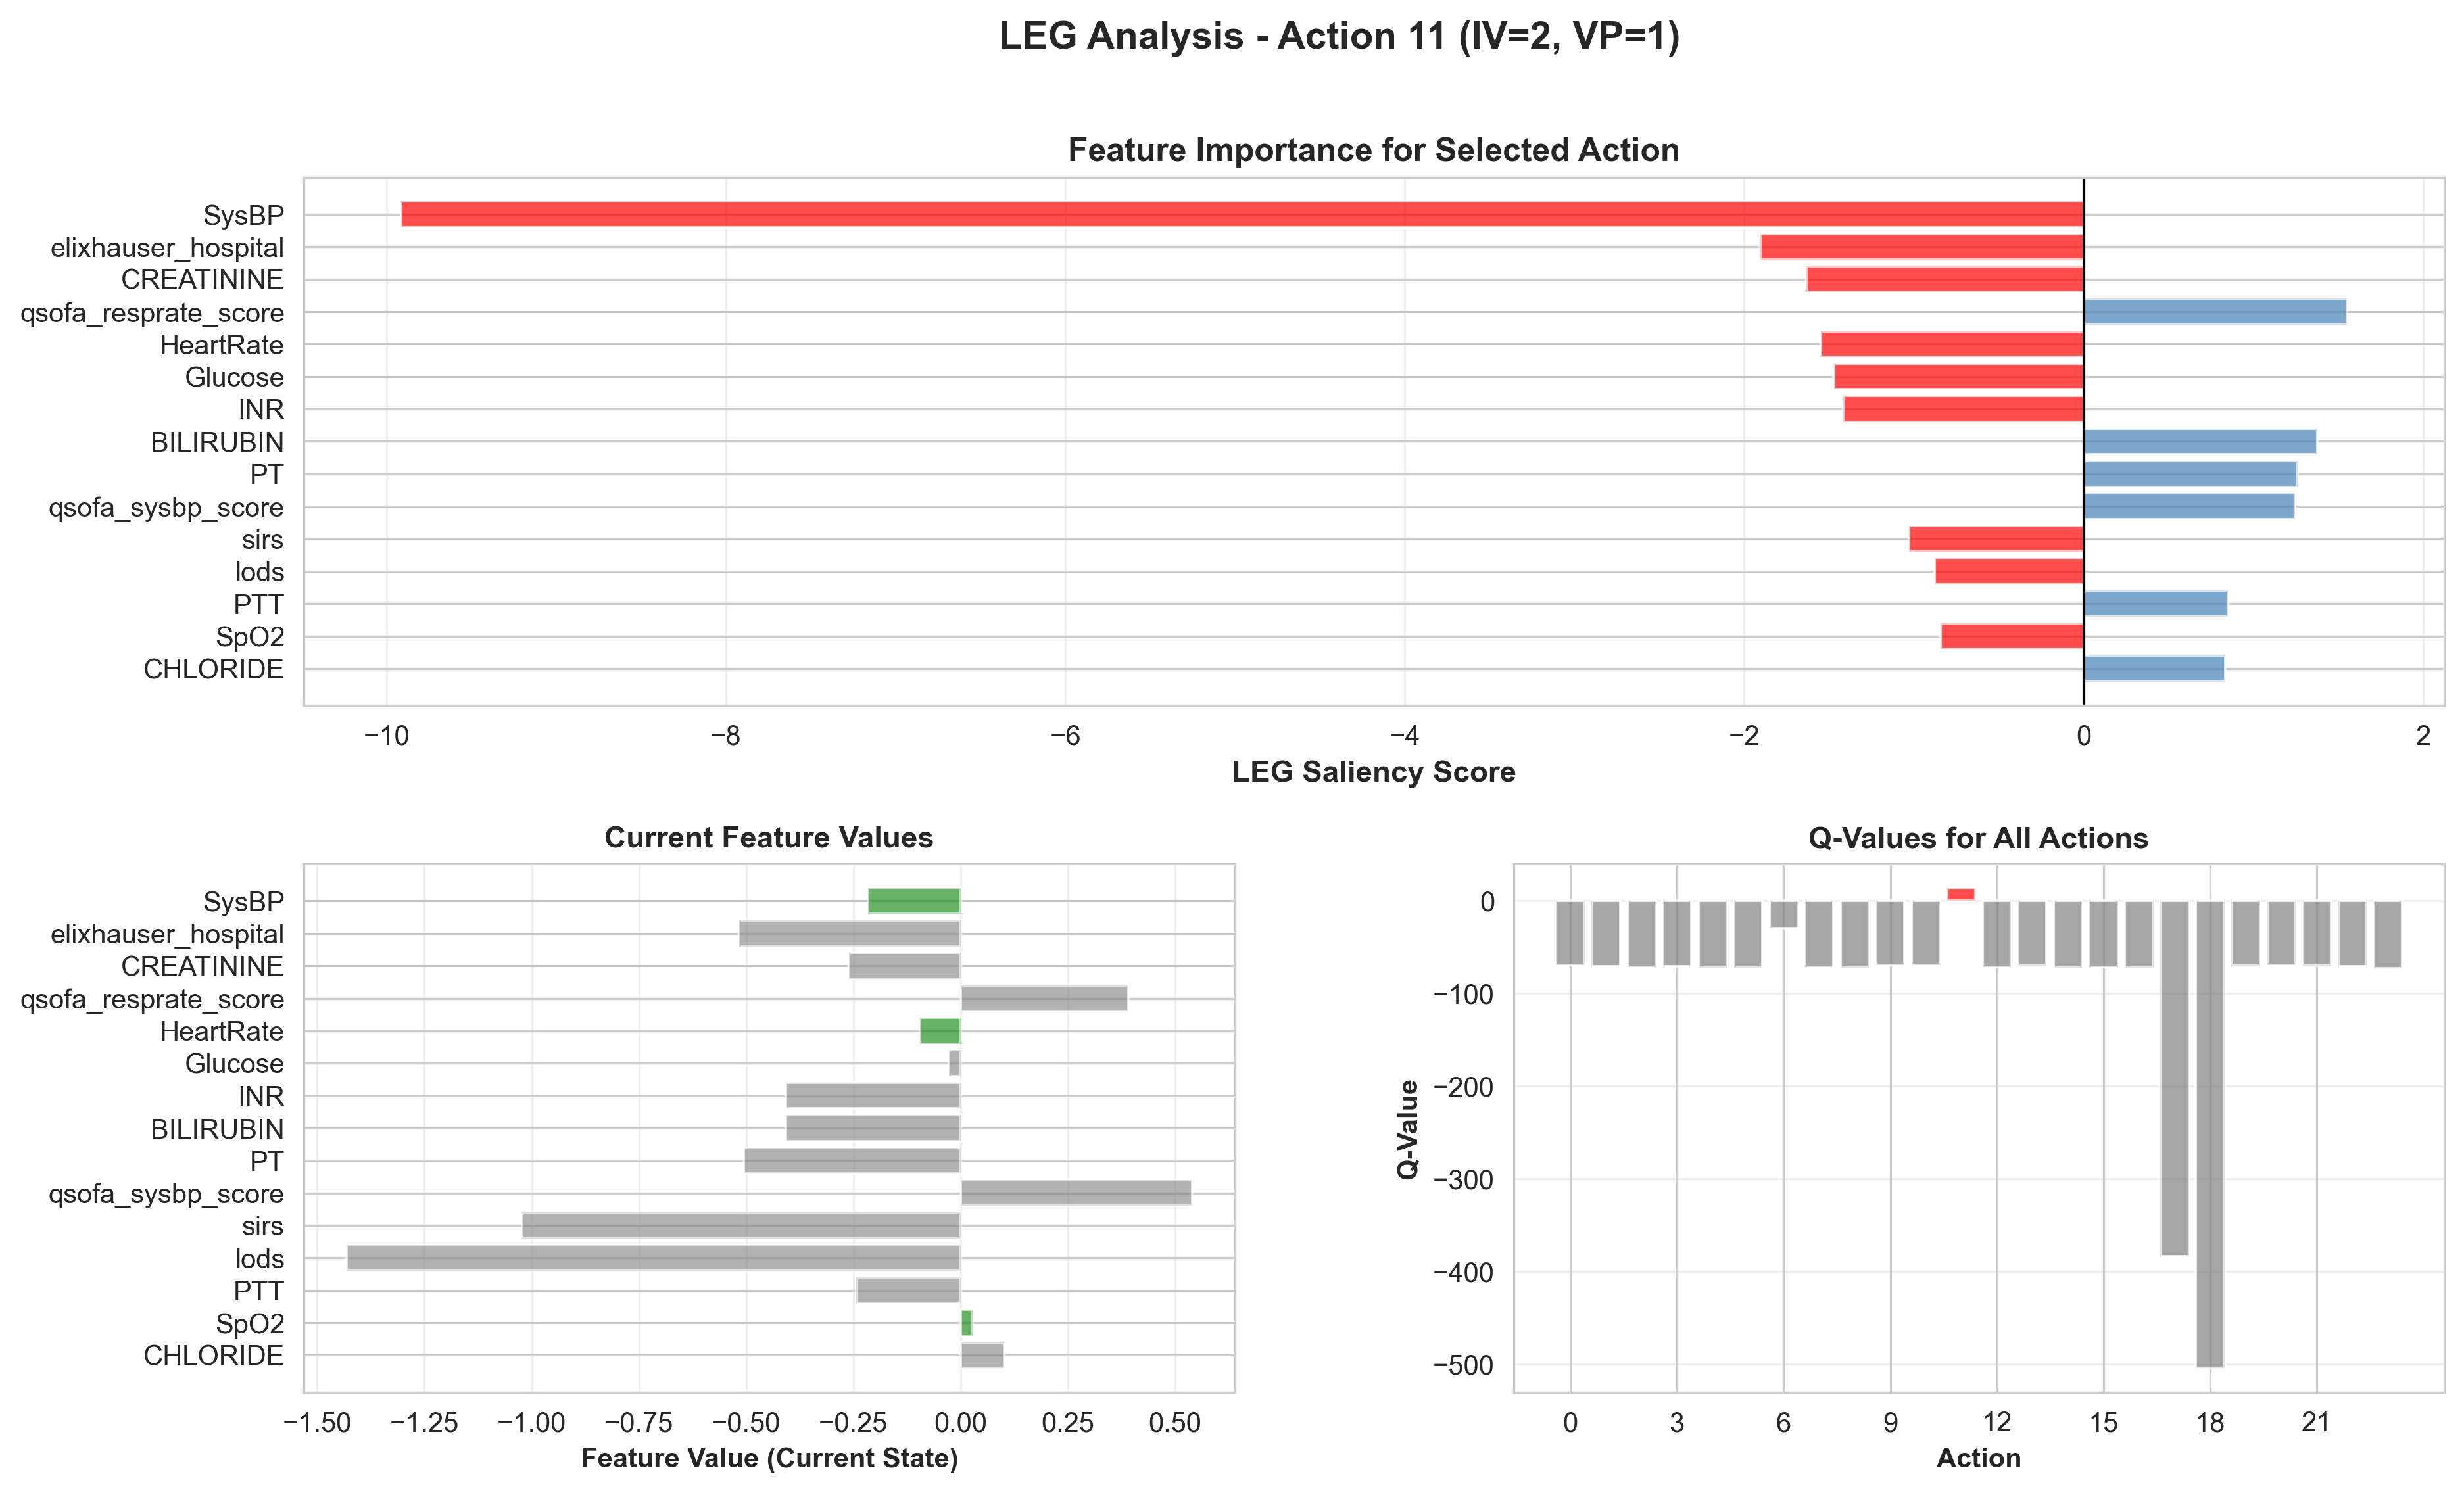 LEG Analysis - Action 11 (IV=2, VP=1)
Feature Importance for Selected Action
SysBP
elixhauser_hospital
CREATININE
qsofa_resprate_score
HeartRate
Glucose
INR
BILIRUBIN
PT
qsofa_sysbp_score
sirs
lods
PTT
SpO2
CHLORIDE
−10 −8 −6 −4 −2 0 2
LEG Saliency Score
Current Feature Values
SysBP
elixhauser_hospital
CREATININE
qsofa_resprate_score
HeartRate
Glucose
INR
BILIRUBIN
PT
qsofa_sysbp_score
sirs
lods
PTT
SpO2
CHLORIDE
−1.50 −1.25 −1.00 −0.75 −0.50 −0.25 0.00 0.25 0.50
Feature Value (Current State)
Q-Values for All Actions
Q-Value
0
−100
−200
−300
−400
−500
0 3 6 9 12 15 18 21
Action